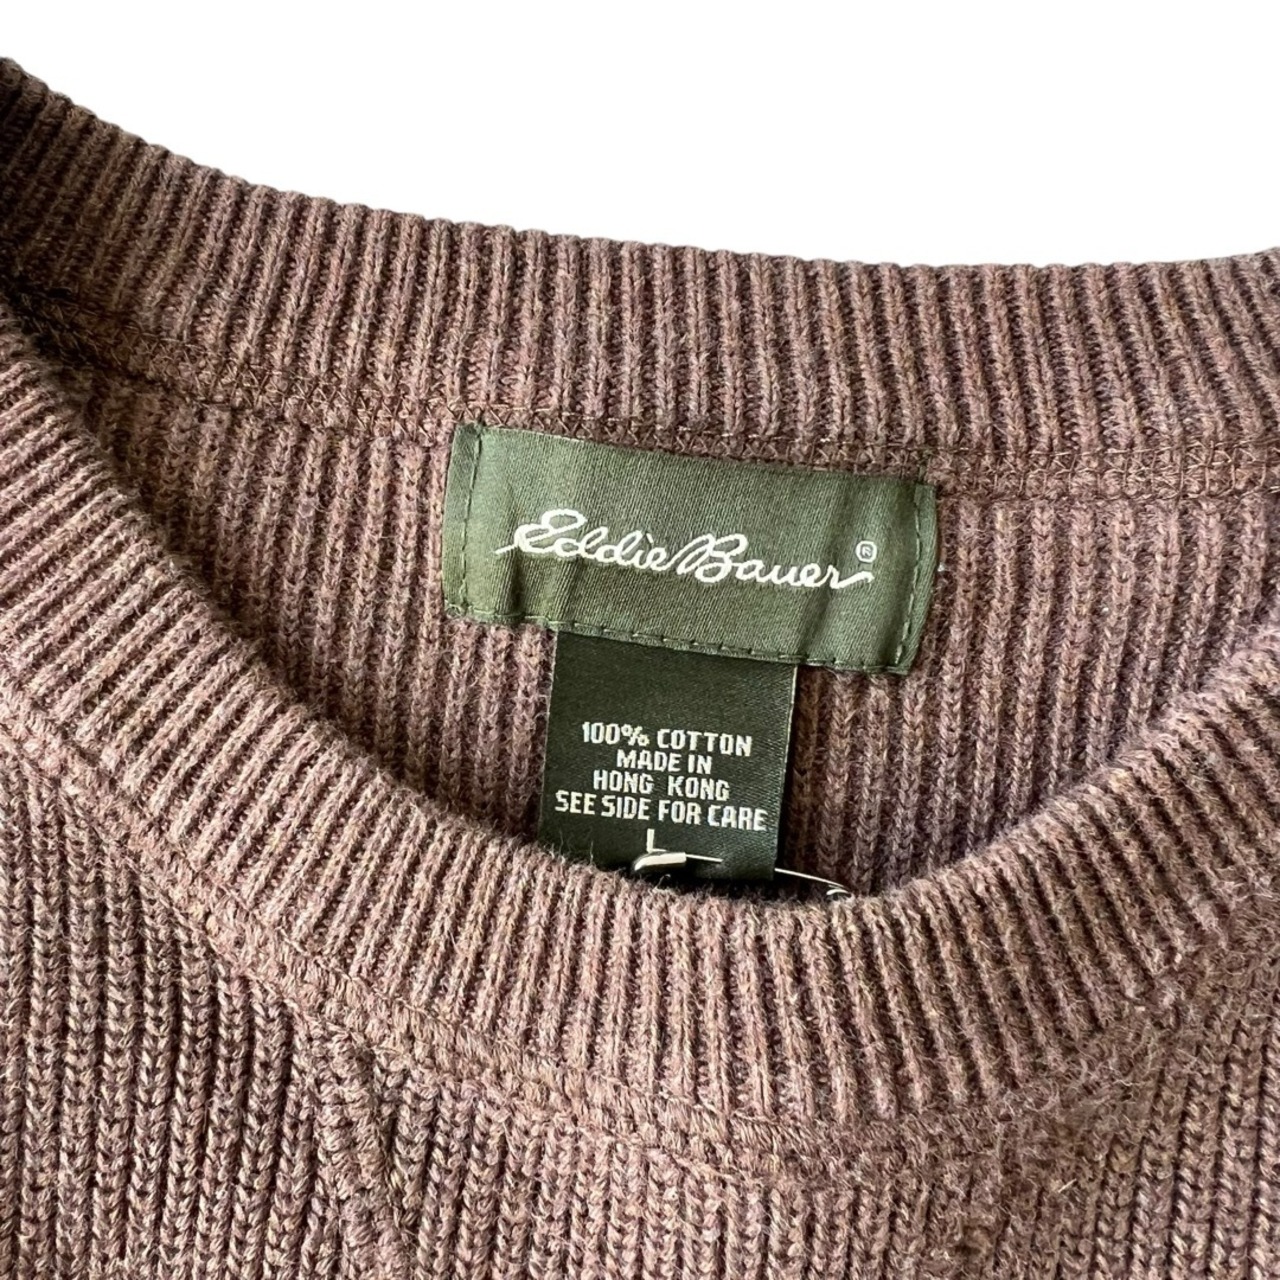 Eddie Bauer®
100% COTTON
MADE IN
HONG KONG
SEE SIDE FOR CARE
L